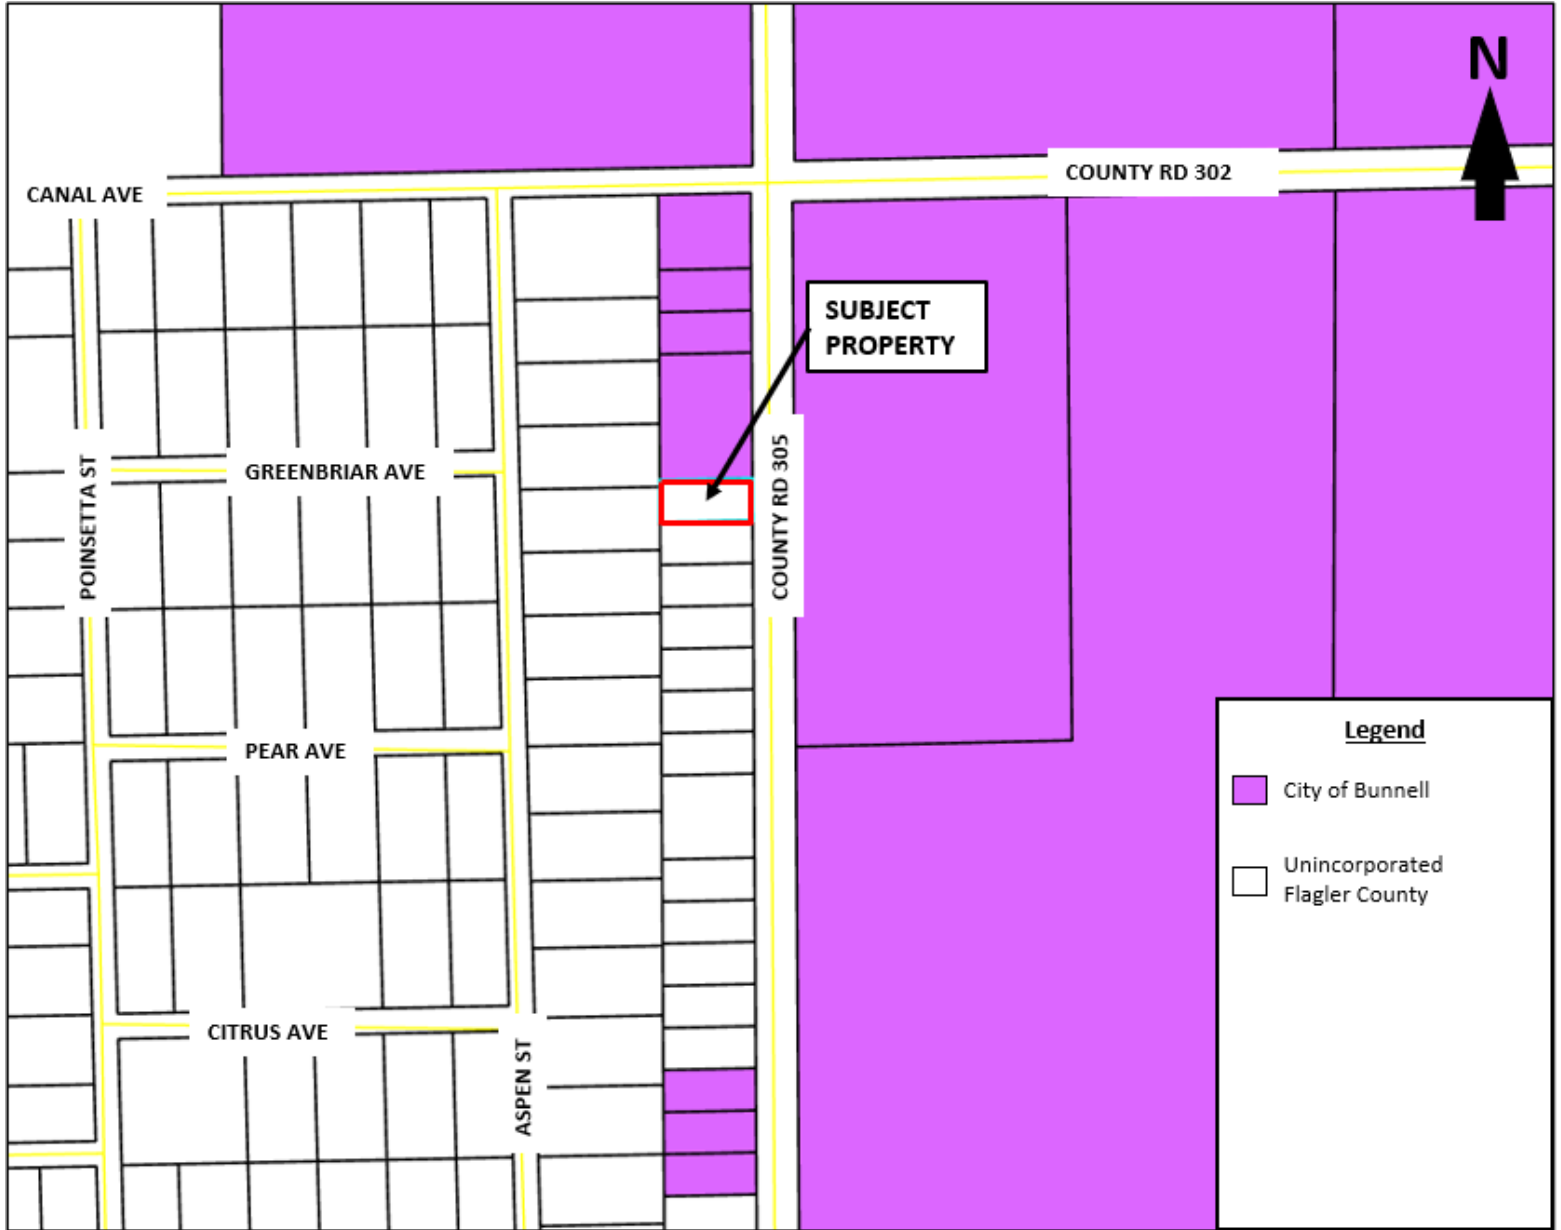 N
COUNTY RD 302
CANAL AVE
SUBJECT
PROPERTY
GREENBRIAR AVE
POINSETTA ST
COUNTY RD 305
PEAR AVE
CITRUS AVE
ASPEN ST
Legend
City of Bunnell
Unincorporated
Flagler County